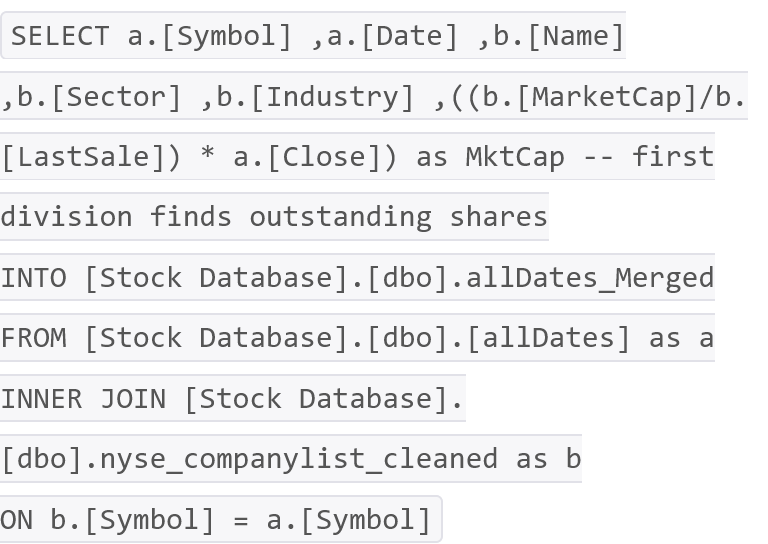 SELECT a.[Symbol] ,a.[Date] ,b.[Name]
,b.[Sector] ,b.[Industry] ,((b.[MarketCap]/b.
[LastSale]) * a.[Close]) as MktCap -- first
division finds outstanding shares
INTO [Stock Database].[dbo].allDates_Merged
FROM [Stock Database].[dbo].[allDates] as a
INNER JOIN [Stock Database].
[dbo].nyse_companylist_cleaned as b
ON b.[Symbol] = a.[Symbol]